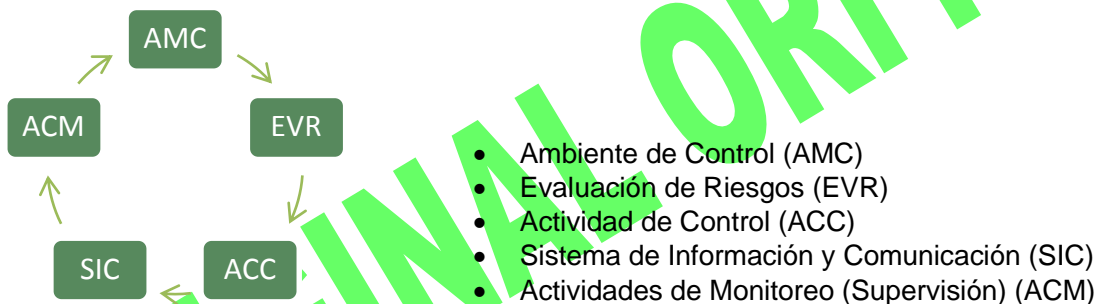 AMC
ACM
EVR
SIC
ACC
• Ambiente de Control (AMC)
• Evaluación de Riesgos (EVR)
• Actividad de Control (ACC)
• Sistema de Información y Comunicación (SIC)
• Actividades de Monitoreo (Supervisión) (ACM)